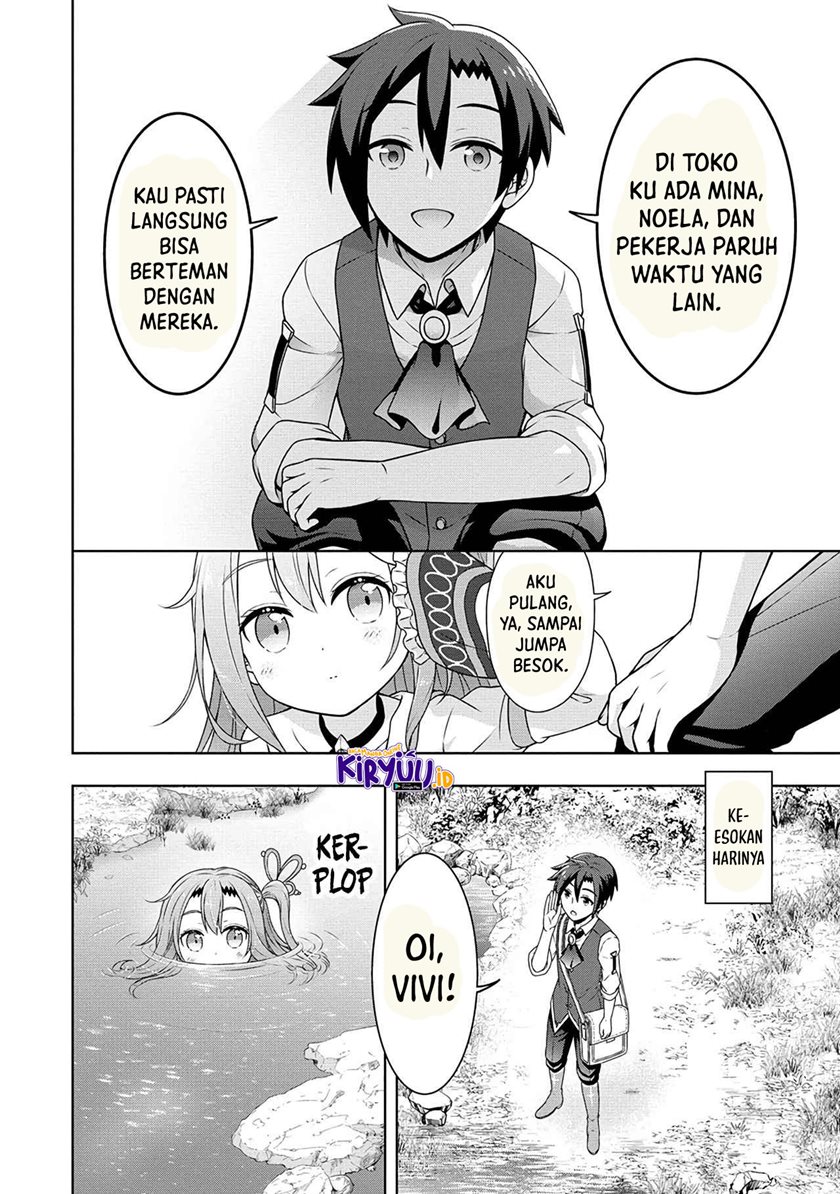 DI TOKO
KU ADA MINA,
NOELA, DAN
PEKERJA PARUH
WAKTU YANG
LAIN.
KAU PASTI
LANGSUNG
BISA
BERTEMAN
DENGAN
MEREKA.
AKU
PULANG,
YA, SAMPAI
JUMPA
BESOK.
KIRYUU.ID
KE-
ESOKAN
HARINYA
OI,
VIVI!
KER-
PLOP